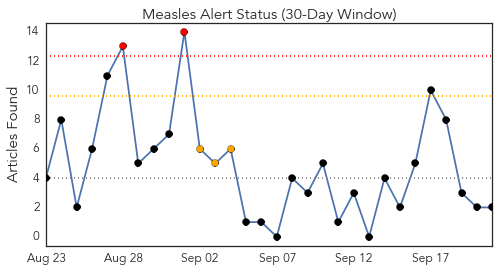 Measles Alert Status (30-Day Window)
Articles Found
14
12
10
8
6
4
2
0
Aug 23 Aug 28 Sep 02 Sep 07 Sep 12 Sep 17